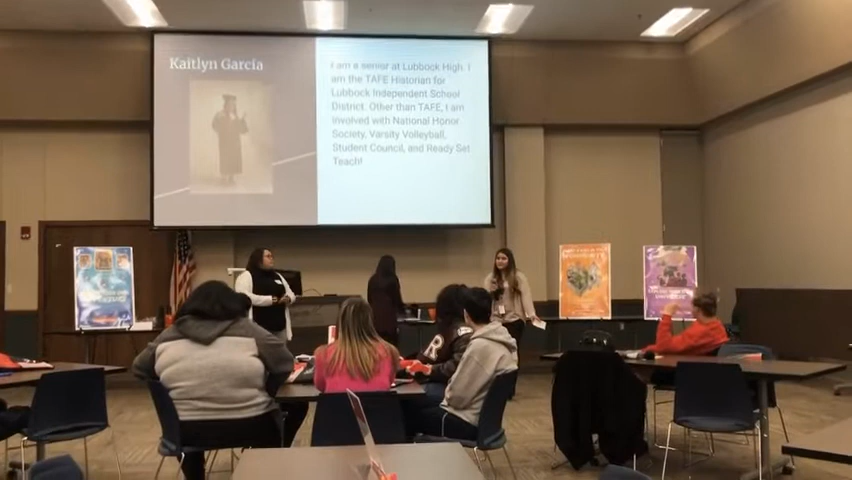 Kaitlyn García
I am a senior at Lubbock High. I
am the TAFE Historian for
Lubbock Independent School
District. Other than TAFE, I am
involved with National Honor
Society, Varsity Volleyball,
Student Council, and Ready Set
Teach!
R